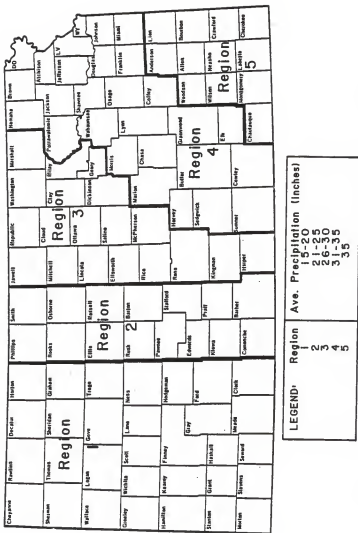 Cheyenne Rawlins Decatur Norton Phillips Smith Jewell Republic Washington Marshall Nemaha Brown DO
Sherman Thomas Sheridan Graham Rooks Osborne Mitchell Cloud Clay Riley Pottawatomie Jackson Atchison
Jefferson LV WY
Region 1
Region 2
Region 3
Region 4
Region 5
Wallace Logan Gove Trego Ellis Russell Lincoln Ottawa Saline Dickinson Geary Wabaunsee Shawnee Douglas Johnson
Ellsworth Morris Osage Franklin Miami
Greeley Wichita Scott Lane Ness Rush Barton Rice McPherson Marion Chase Lyon Coffey Anderson Linn
Hamilton Kearny Finney Hodgeman Pawnee Stafford Reno Harvey Butler Greenwood Woodson Allen Bourbon
Gray Ford Edwards Pratt Kingman Sedgwick Elk Wilson Neosho Crawford
Stanton Grant Haskell Kiowa
Morton Stevens Seward Meade Clark Comanche Barber Harper Sumner Cowley Chautauqua Montgomery Labette Cherokee
LEGEND: Region Ave. Precipitation (Inches)
1 15-20
2 21-25
3 26-30
4 31-35
5 35